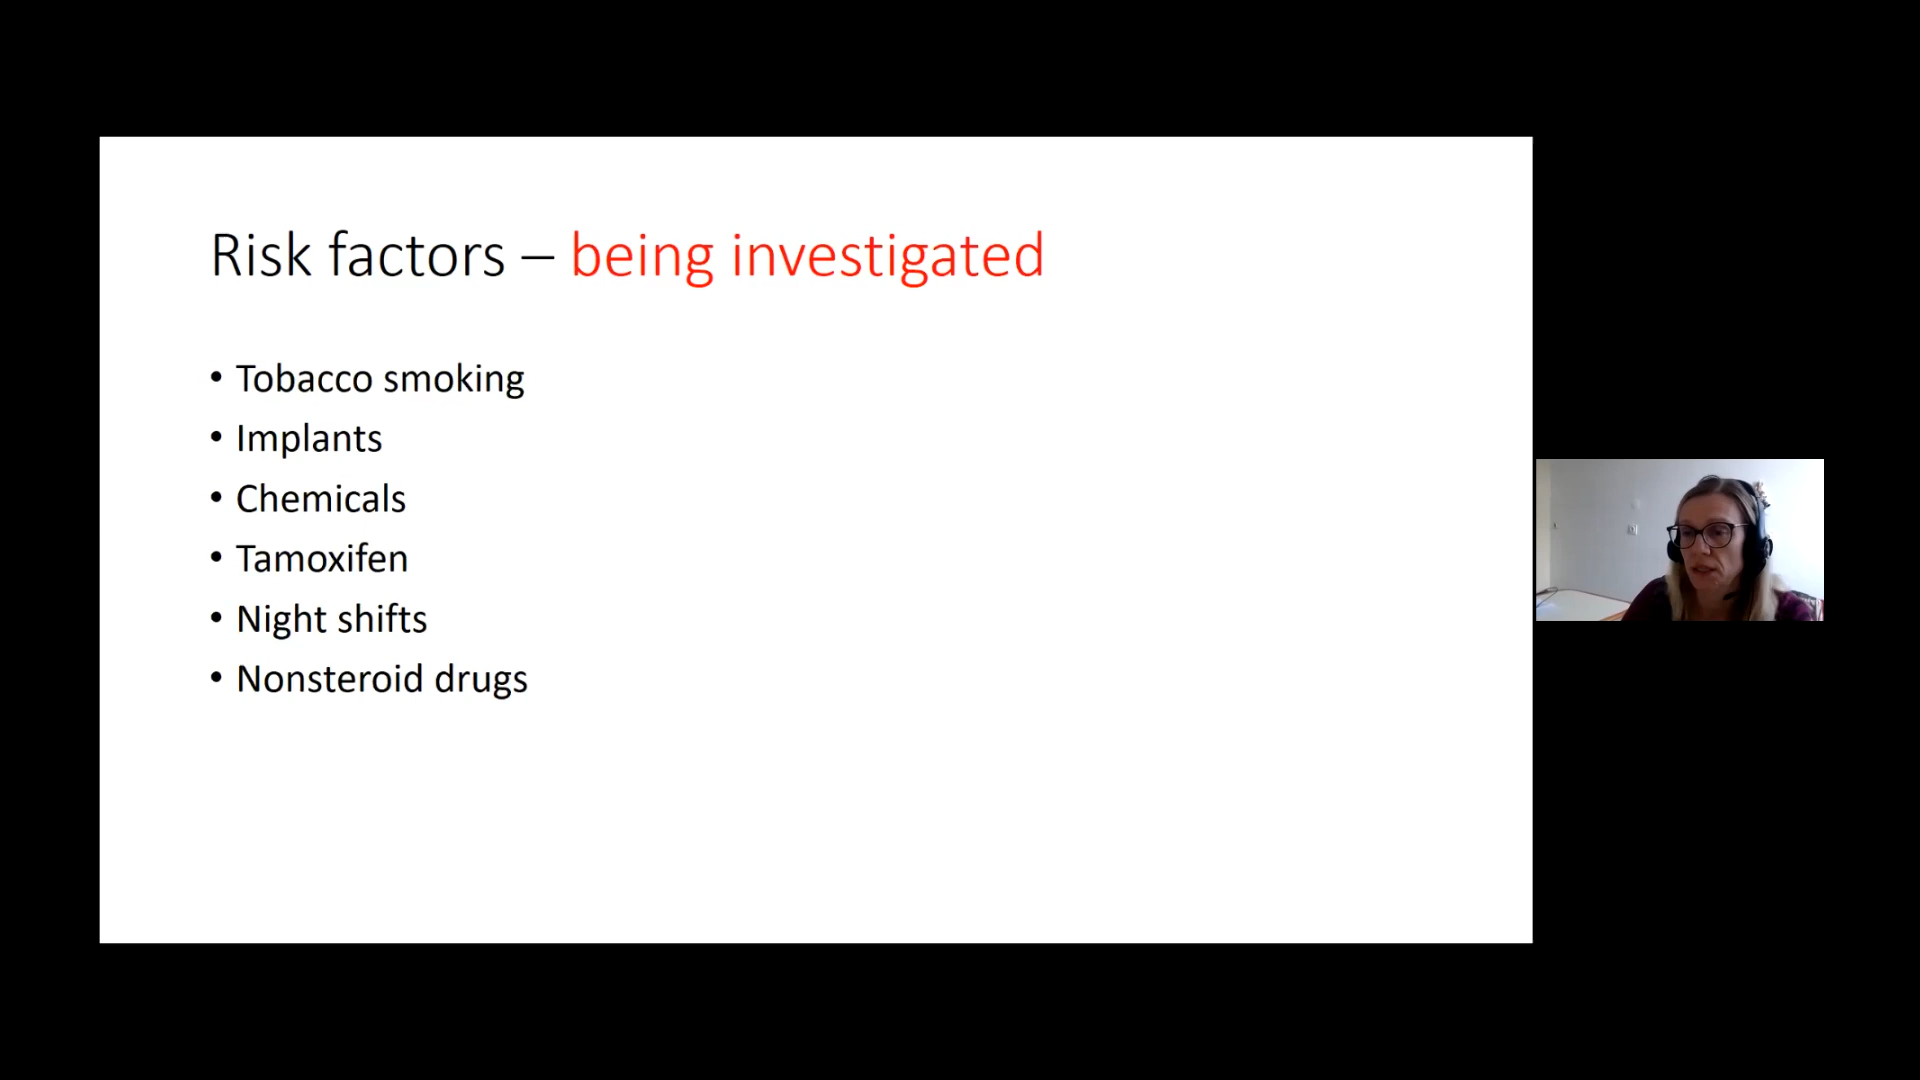 Risk factors – being investigated
• Tobacco smoking
• Implants
• Chemicals
• Tamoxifen
• Night shifts
• Nonsteroid drugs